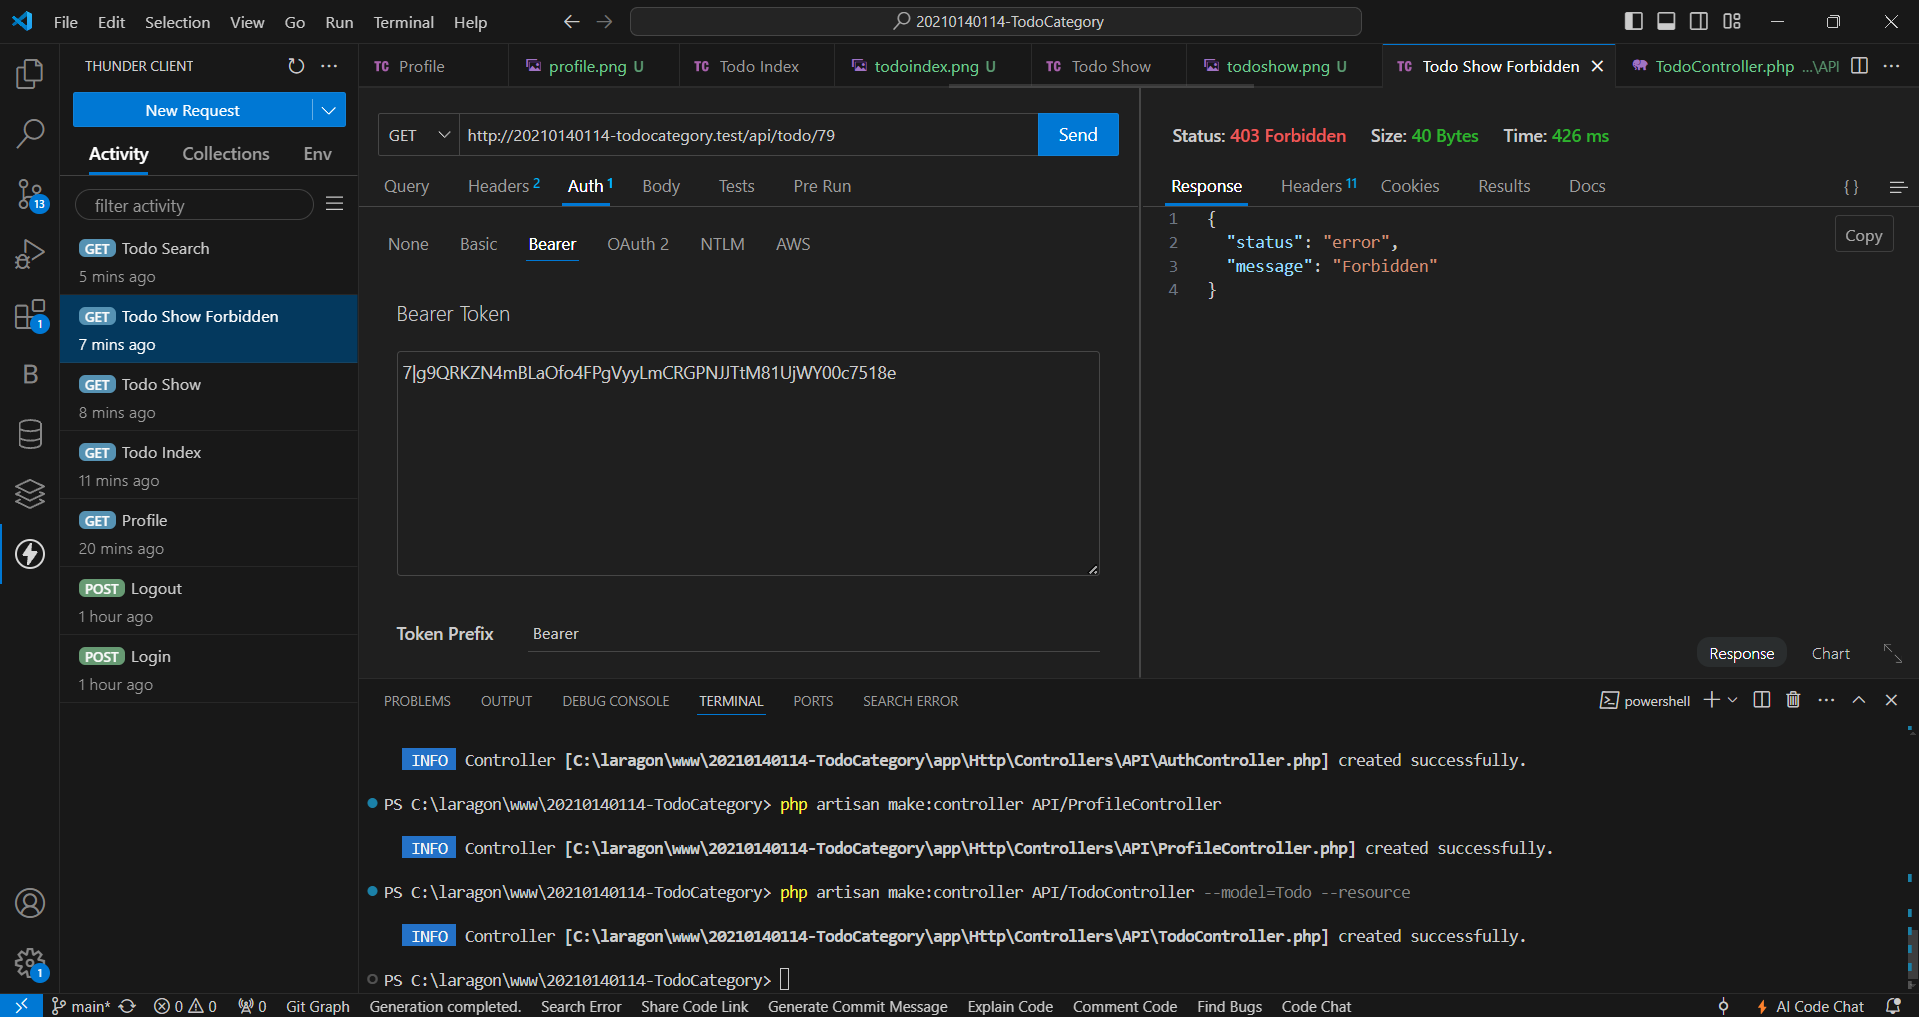 File Edit Selection View Go Run Terminal Help
20210140114-TodoCategory
THUNDER CLIENT
New Request
Activity Collections Env
filter activity
GET Todo Search
5 mins ago
GET Todo Show Forbidden
7 mins ago
GET Todo Show
8 mins ago
GET Todo Index
11 mins ago
GET Profile
20 mins ago
POST Logout
1 hour ago
POST Login
1 hour ago
13
1
B
1
TC Profile profile.png U TC Todo Index todoindex.png U TC Todo Show todoshow.png U TC Todo Show Forbidden TodoController.php ...\API
GET http://20210140114-todocategory.test/api/todo/79 Send
Query Headers 2 Auth 1 Body Tests Pre Run
None Basic Bearer OAuth 2 NTLM AWS
Bearer Token
7|g9QRKZN4mBLaOfo4FPgVyyLmCRGPNJJTtM81UjWY00c7518e
Token Prefix Bearer
Status: 403 Forbidden Size: 40 Bytes Time: 426 ms
Response Headers 11 Cookies Results Docs {}
Copy
1 {
2 "status": "error",
3 "message": "Forbidden"
4 }
Response Chart
PROBLEMS OUTPUT DEBUG CONSOLE TERMINAL PORTS SEARCH ERROR
powershell
INFO Controller [C:\laragon\www\20210140114-TodoCategory\app\Http\Controllers\API\AuthController.php] created successfully.
PS C:\laragon\www\20210140114-TodoCategory> php artisan make:controller API/ProfileController
INFO Controller [C:\laragon\www\20210140114-TodoCategory\app\Http\Controllers\API\ProfileController.php] created successfully.
PS C:\laragon\www\20210140114-TodoCategory> php artisan make:controller API/TodoController --model=Todo --resource
INFO Controller [C:\laragon\www\20210140114-TodoCategory\app\Http\Controllers\API\TodoController.php] created successfully.
PS C:\laragon\www\20210140114-TodoCategory>
main* 0 0 0 Git Graph Generation completed. Search Error Share Code Link Generate Commit Message Explain Code Comment Code Find Bugs Code Chat AI Code Chat